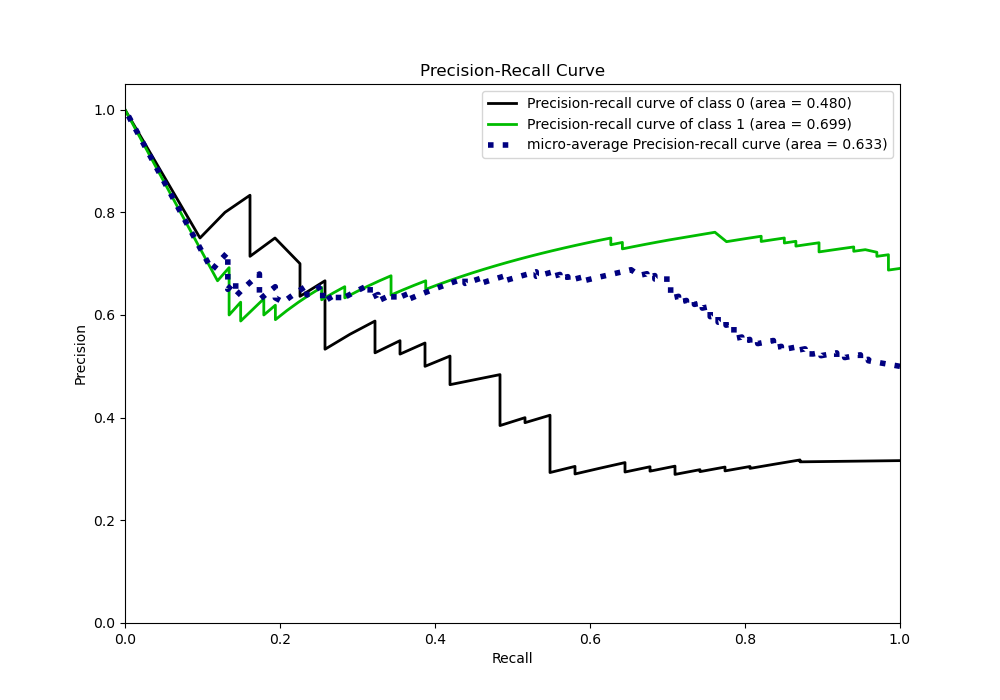 Precision-Recall Curve
Precision-recall curve of class 0 (area = 0.480)
Precision-recall curve of class 1 (area = 0.699)
micro-average Precision-recall curve (area = 0.633)
1.0
0.8
0.6
0.4
0.2
0.0
Precision
0.0 0.2 0.4 0.6 0.8 1.0
Recall